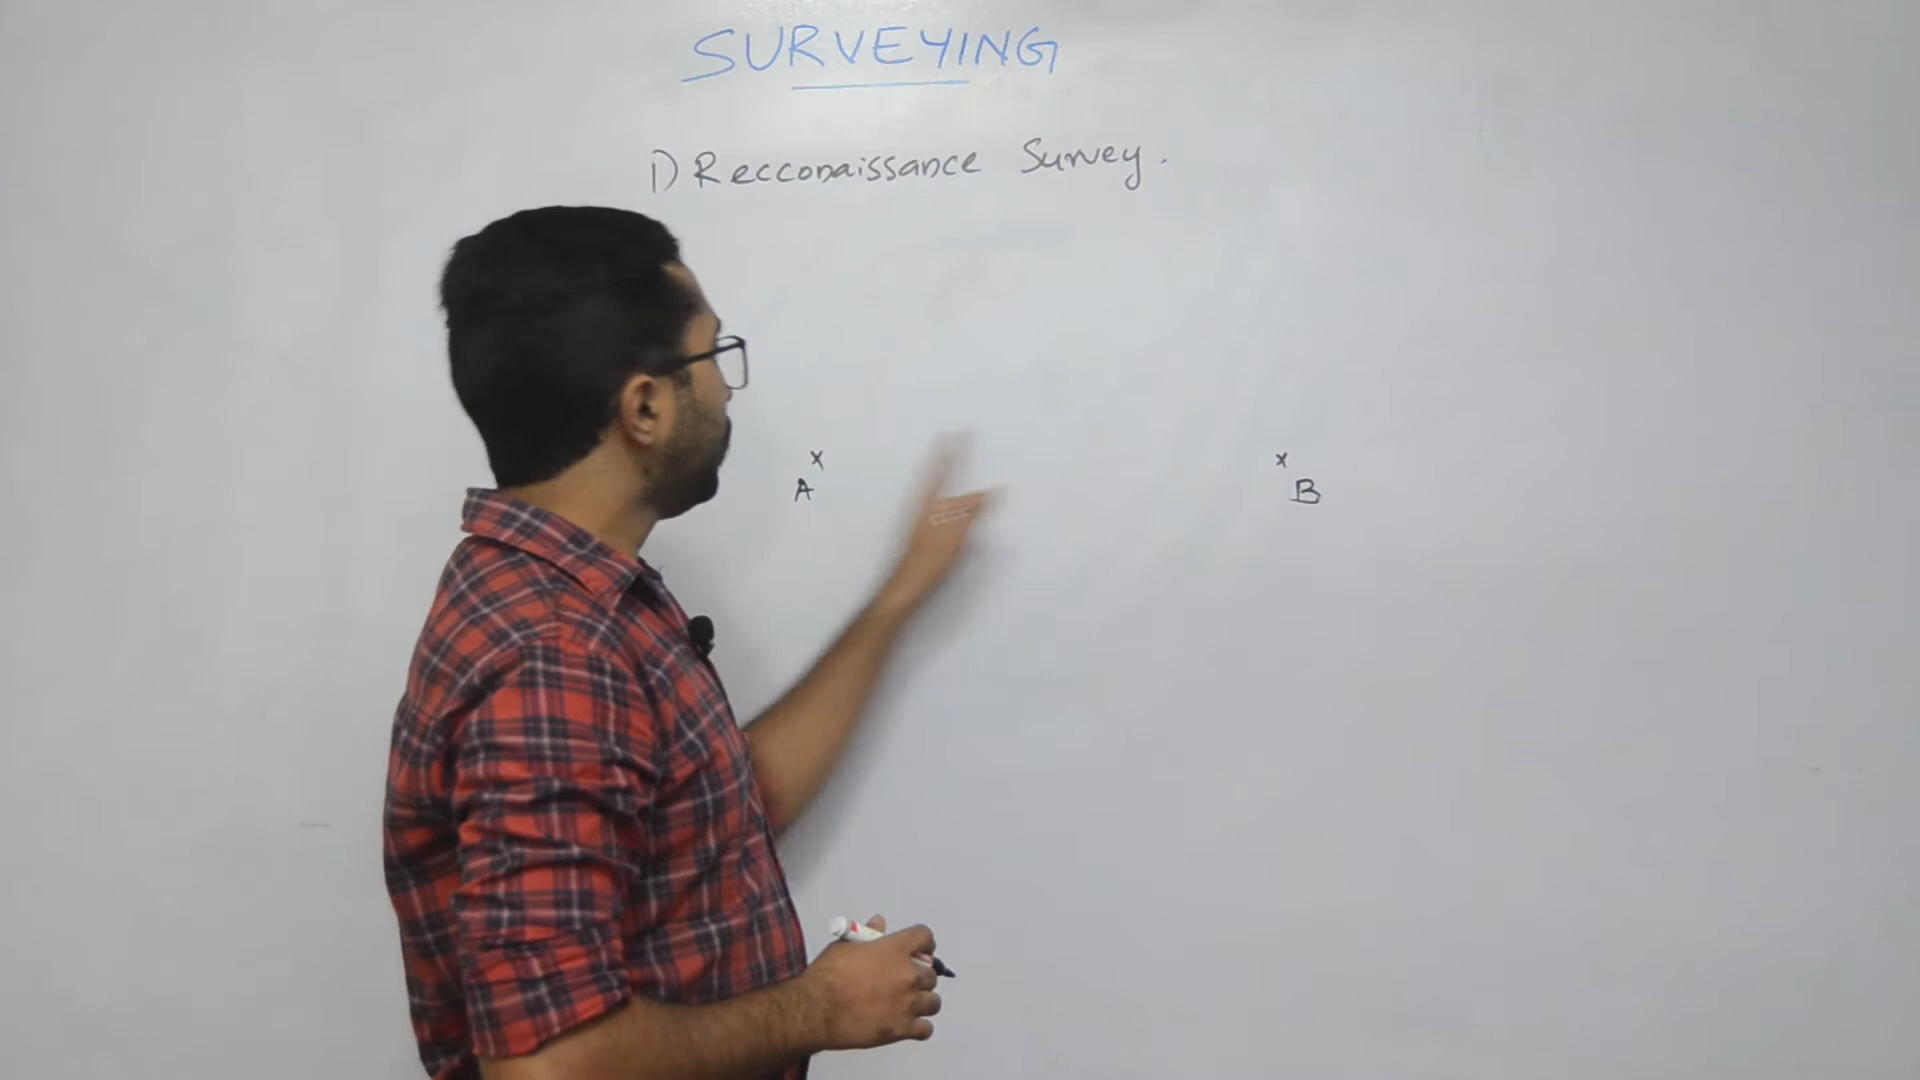 SURVEYING
1) Recconaissance Survey.
x x
A B